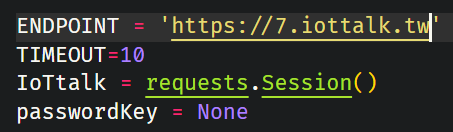 ENDPOINT = 'https://7.iottalk.tw'
TIMEOUT=10
IoTtalk = requests.Session()
passwordKey = None